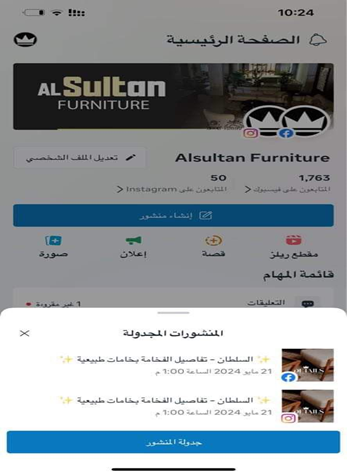 10:24
الصفحة الرئيسية
AL Sultan
FURNITURE
تعديل الملف الشخصي
Alsultan Furniture
1,763
50
المتابعون على فيسبوك
المتابعون على Instagram
إنشاء منشور
مقطع ريلز
قصة
إعلان
صورة
قائمة المهام
التعليقات
1 غير مقروءة
المنشورات المجدولة
✨ السلطان - تفاصيل الفخامة بخامات طبيعية ✨
21 مايو 2024 الساعة 1:00 م
✨ السلطان - تفاصيل الفخامة بخامات طبيعية ✨
21 مايو 2024 الساعة 1:00 م
جدولة المنشور